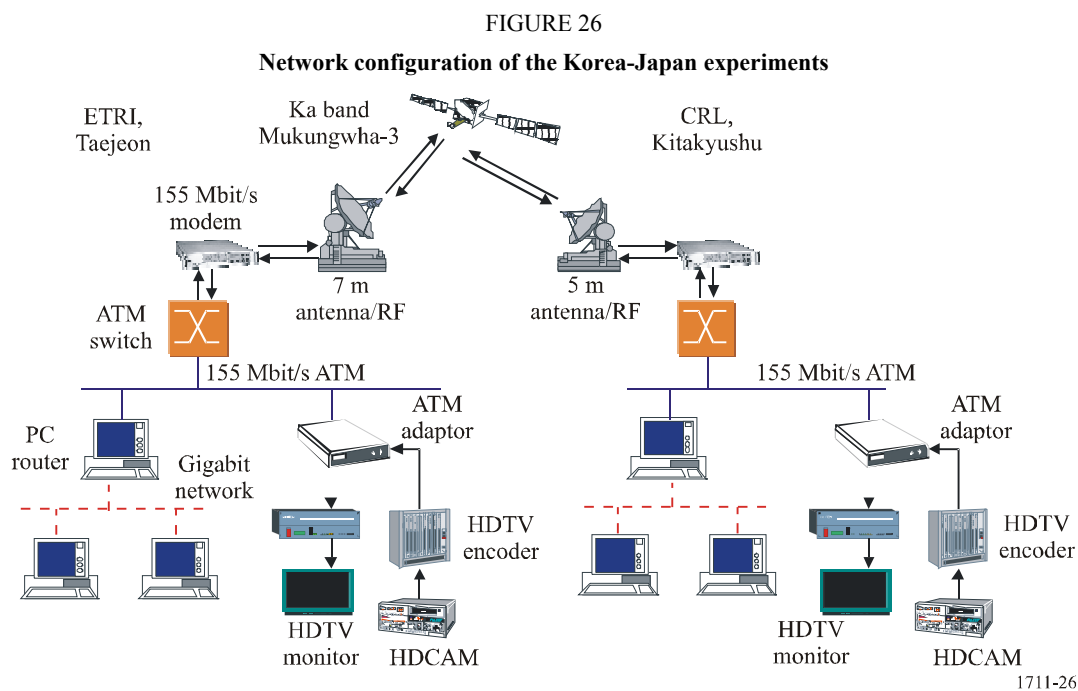 FIGURE 26
Network configuration of the Korea-Japan experiments
ETRI,
Taejeon
Ka band
Mukungwha-3
CRL,
Kitakyushu
155 Mbit/s
modem
7 m
antenna/RF
5 m
antenna/RF
ATM
switch
155 Mbit/s ATM
155 Mbit/s ATM
PC
router
Gigabit
network
ATM
adaptor
ATM
adaptor
HDTV
encoder
HDTV
encoder
HDTV
monitor
HDCAM
HDTV
monitor
HDCAM
1711-26